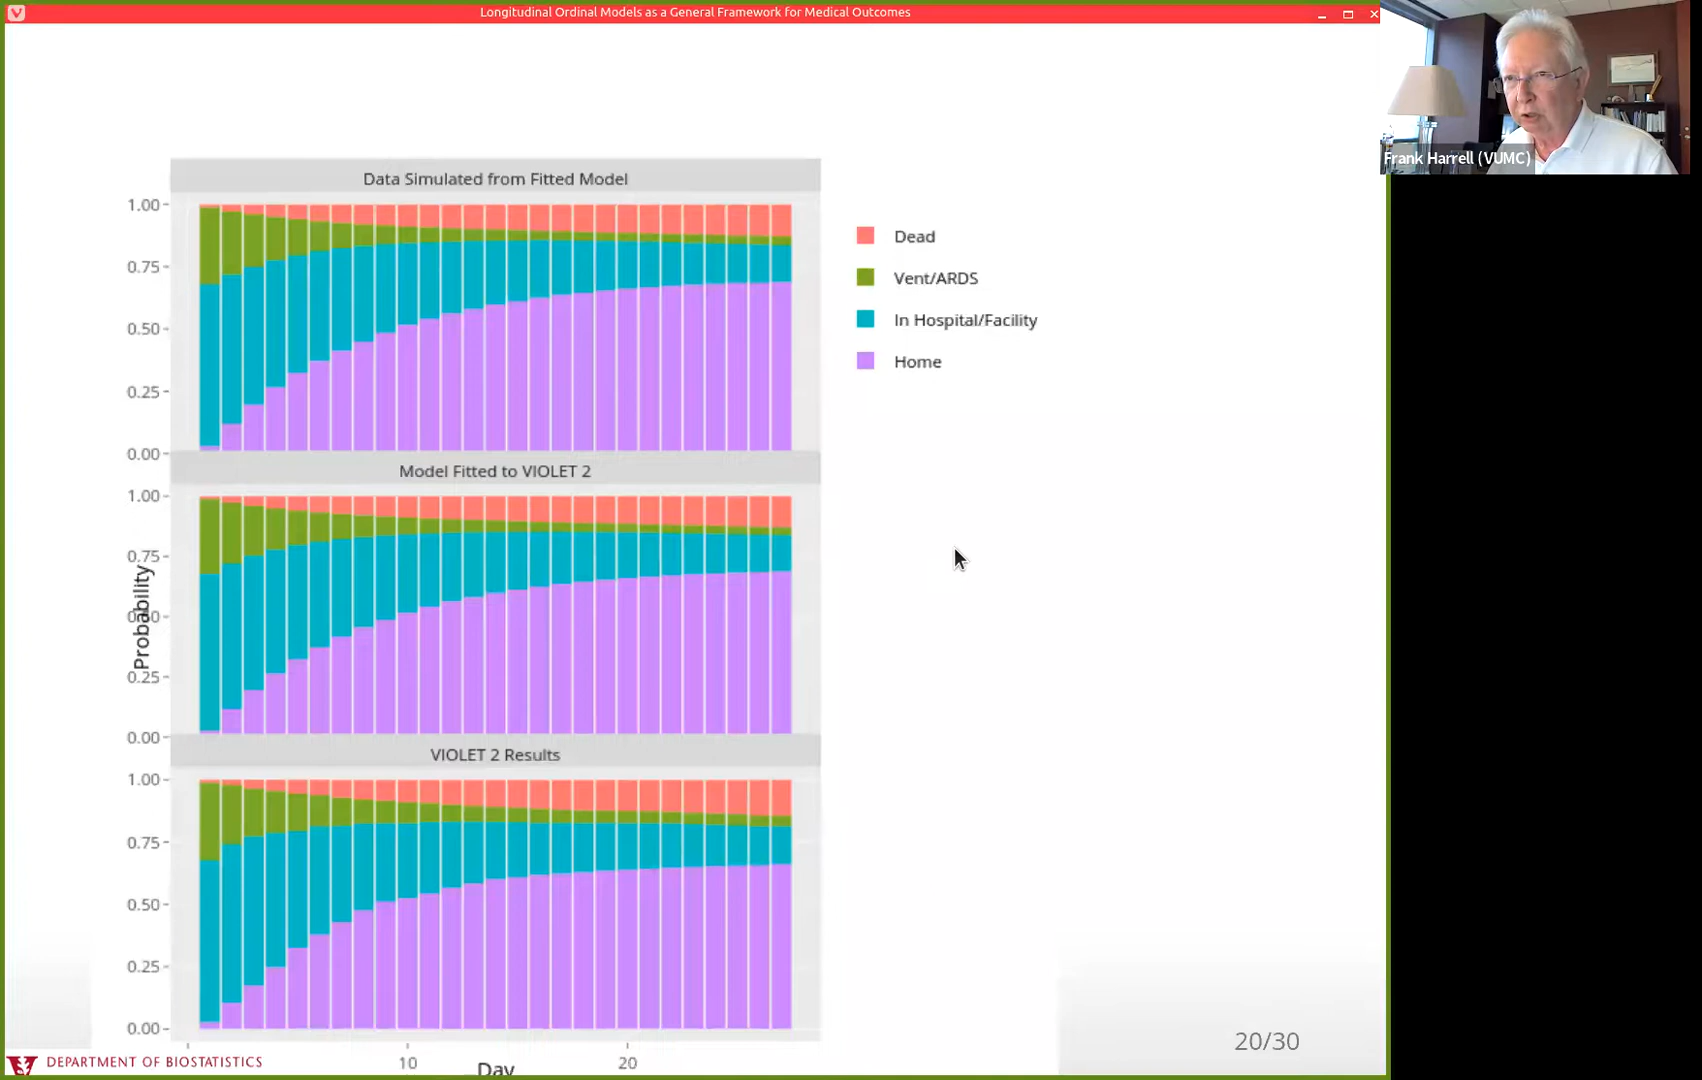 Longitudinal Ordinal Models as a General Framework for Medical Outcomes
Frank Harrell (VUMC)
Data Simulated from Fitted Model
1.00
0.75
0.50
0.25
0.00
Dead
Vent/ARDS
In Hospital/Facility
Home
Model Fitted to VIOLET 2
1.00
0.75
0.50
0.25
0.00
Probability
VIOLET 2 Results
1.00
0.75
0.50
0.25
0.00
10
20
Day
20/30
DEPARTMENT OF BIOSTATISTICS